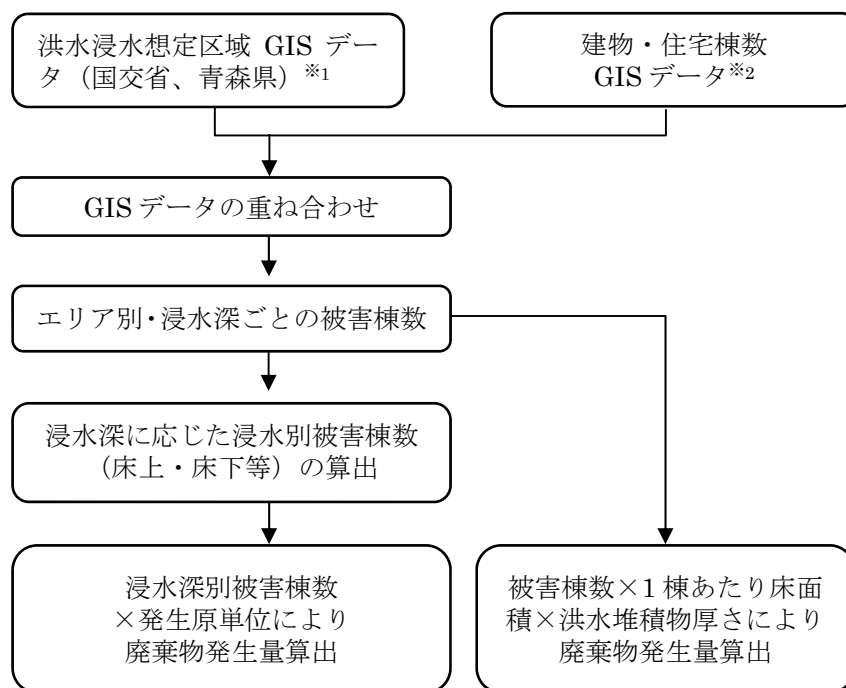 洪水浸水想定区域 GIS デー
タ（国交省、青森県）※1
建物・住宅棟数
GIS データ※2
GIS データの重ね合わせ
エリア別・浸水深ごとの被害棟数
浸水深に応じた浸水別被害棟数
（床上・床下等）の算出
浸水深別被害棟数
×発生原単位により
廃棄物発生量算出
被害棟数×1 棟あたり床面
積×洪水堆積物厚さにより
廃棄物発生量算出